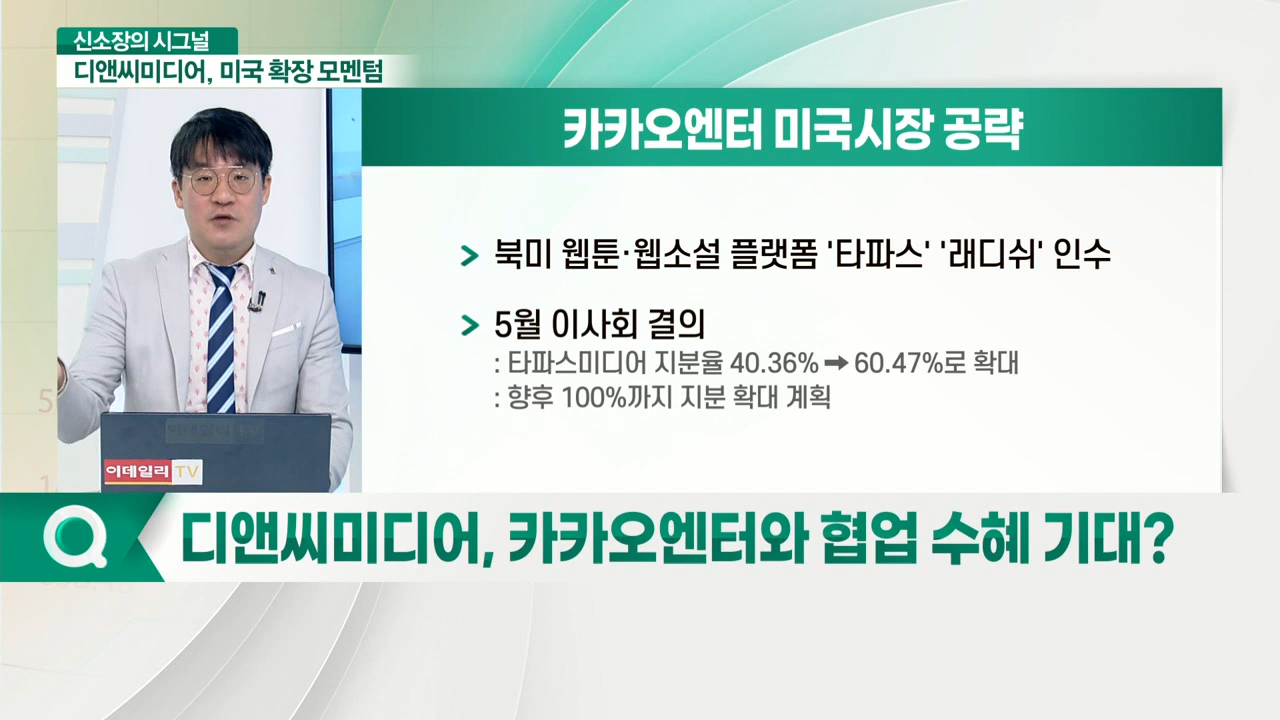 신소장의 시그널
디앤씨미디어, 미국 확장 모멘텀
카카오엔터 미국시장 공략
> 북미 웹툰·웹소설 플랫폼 '타파스' '래디쉬' 인수
> 5월 이사회 결의
: 타파스미디어 지분율 40.36% ➡ 60.47%로 확대
: 향후 100%까지 지분 확대 계획
이데일리 TV
디앤씨미디어, 카카오엔터와 협업 수혜 기대?